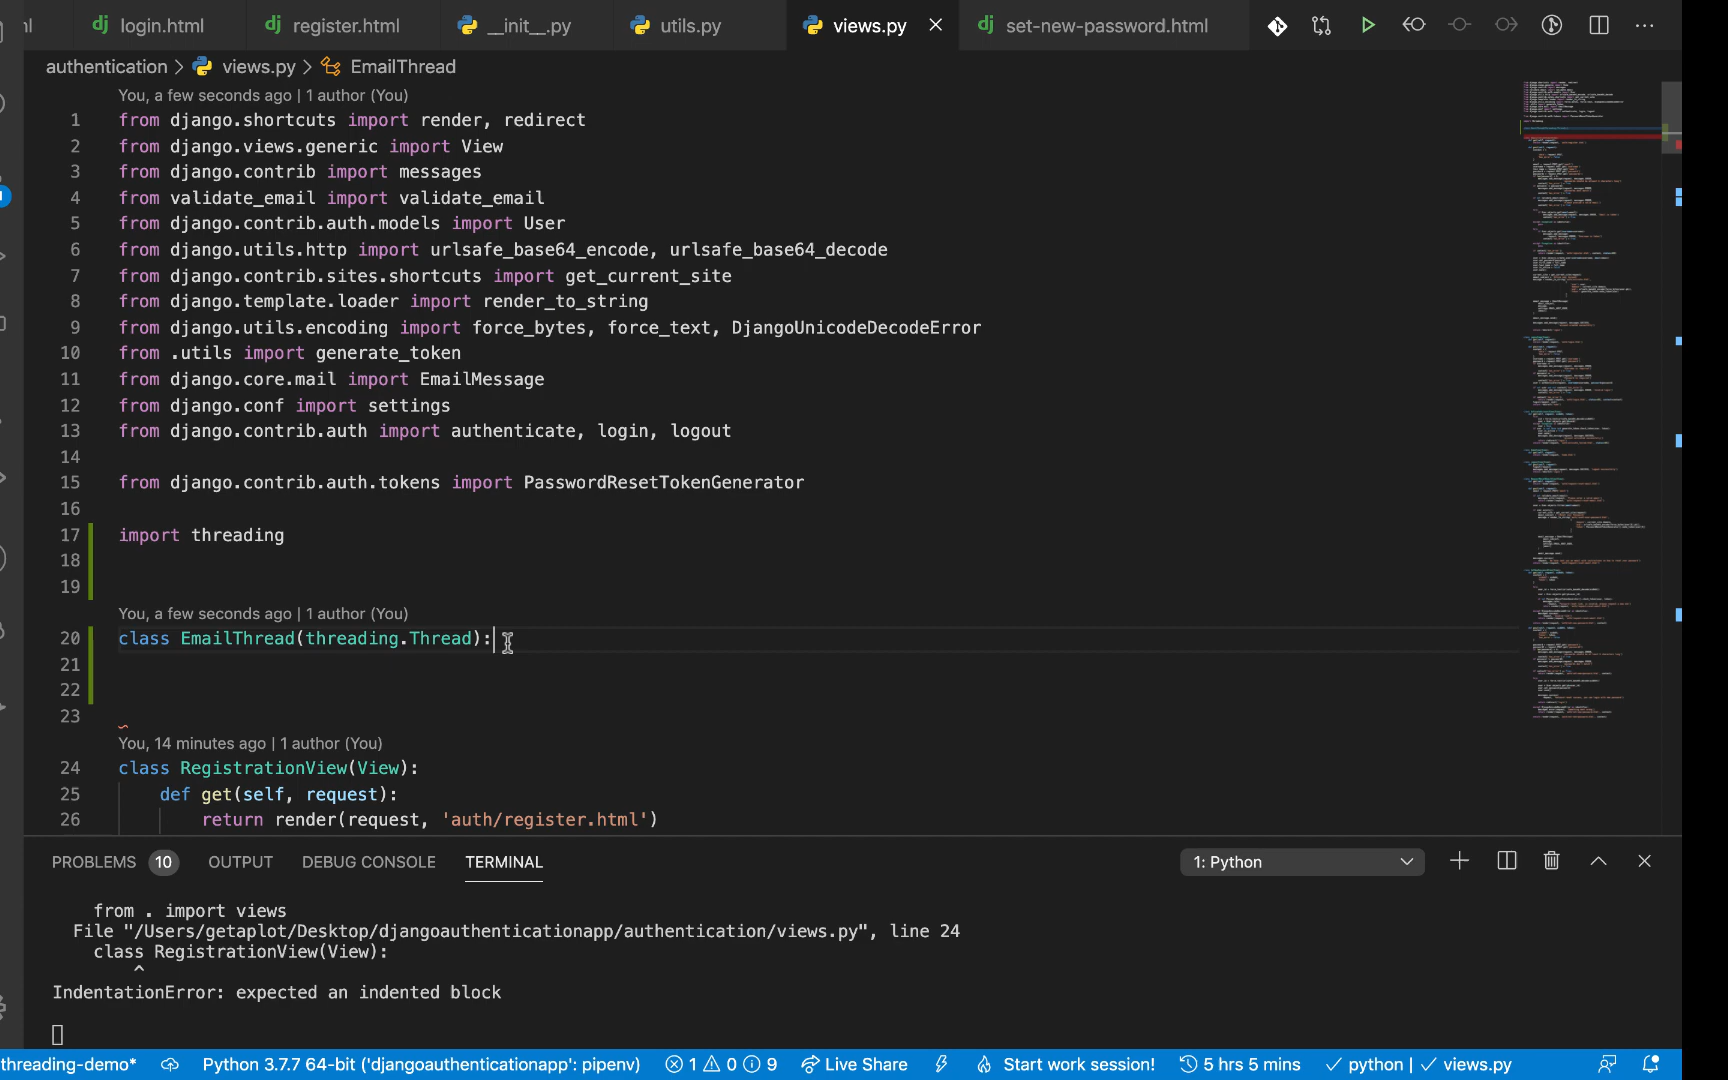 nl login.html register.html __init__.py utils.py views.py set-new-password.html
authentication > views.py > EmailThread
You, a few seconds ago | 1 author (You)
1 from django.shortcuts import render, redirect
2 from django.views.generic import View
3 from django.contrib import messages
4 from validate_email import validate_email
5 from django.contrib.auth.models import User
6 from django.utils.http import urlsafe_base64_encode, urlsafe_base64_decode
7 from django.contrib.sites.shortcuts import get_current_site
8 from django.template.loader import render_to_string
9 from django.utils.encoding import force_bytes, force_text, DjangoUnicodeDecodeError
10 from .utils import generate_token
11 from django.core.mail import EmailMessage
12 from django.conf import settings
13 from django.contrib.auth import authenticate, login, logout
14
15 from django.contrib.auth.tokens import PasswordResetTokenGenerator
16
17 import threading
18
19
You, a few seconds ago | 1 author (You)
20 class EmailThread(threading.Thread):
21
22
23
You, 14 minutes ago | 1 author (You)
24 class RegistrationView(View):
25 def get(self, request):
26 return render(request, 'auth/register.html')
PROBLEMS 10 OUTPUT DEBUG CONSOLE TERMINAL 1: Python
from . import views
File "/Users/getaplot/Desktop/djangoauthenticationapp/authentication/views.py", line 24
class RegistrationView(View):
^
IndentationError: expected an indented block
threading-demo* Python 3.7.7 64-bit ('djangoauthenticationapp': pipenv) 1 0 9 Live Share Start work session! 5 hrs 5 mins ✓ python | ✓ views.py